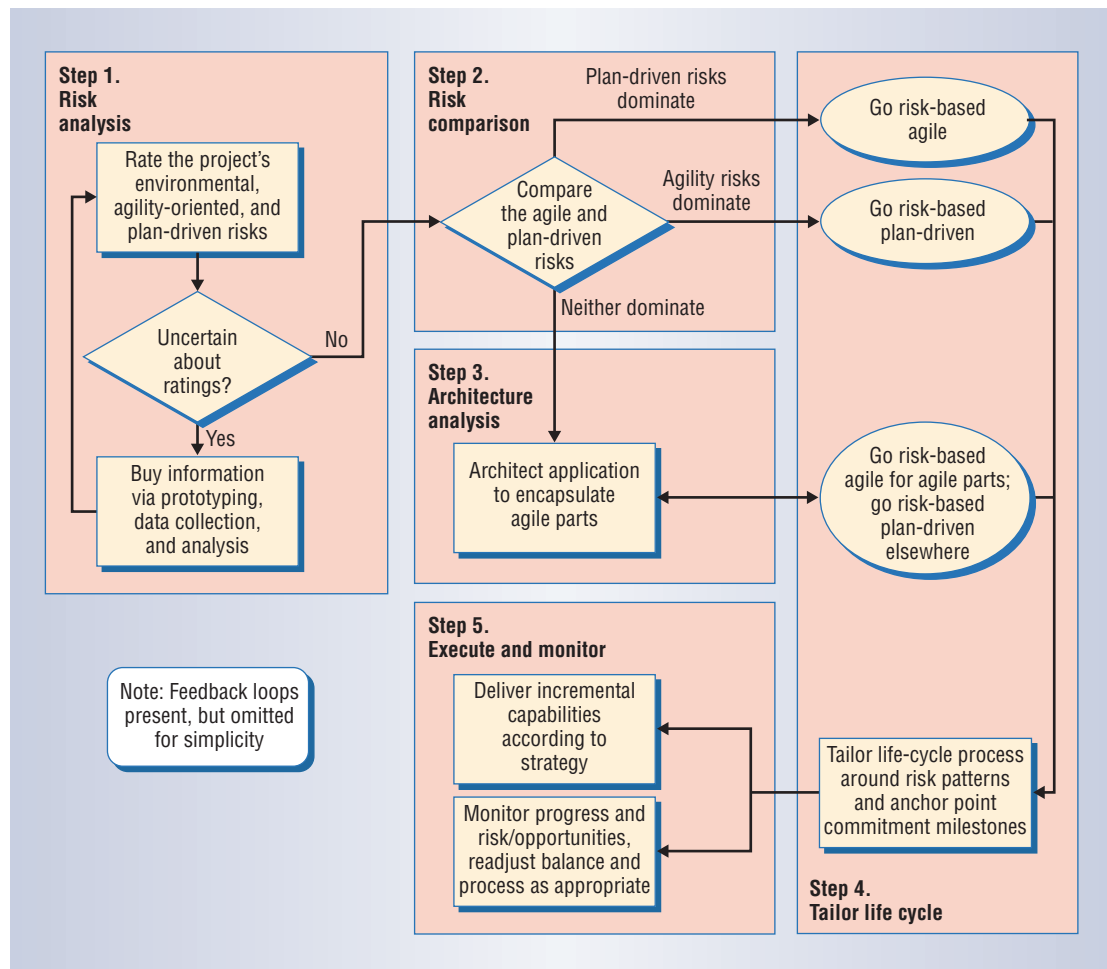 Step 1.
Risk
analysis
Rate the project's
environmental,
agility-oriented, and
plan-driven risks
Uncertain
about
ratings?
No
Yes
Buy information
via prototyping,
data collection,
and analysis
Note: Feedback loops
present, but omitted
for simplicity
Step 2.
Risk
comparison
Plan-driven risks
dominate
Compare
the agile and
plan-driven
risks
Agility risks
dominate
Neither dominate
Step 3.
Architecture
analysis
Architect application
to encapsulate
agile parts
Go risk-based
agile
Go risk-based
plan-driven
Go risk-based
agile for agile parts;
go risk-based
plan-driven
elsewhere
Tailor life-cycle process
around risk patterns
and anchor point
commitment milestones
Step 4.
Tailor life cycle
Step 5.
Execute and monitor
Deliver incremental
capabilities
according to
strategy
Monitor progress and
risk/opportunities,
readjust balance and
process as appropriate